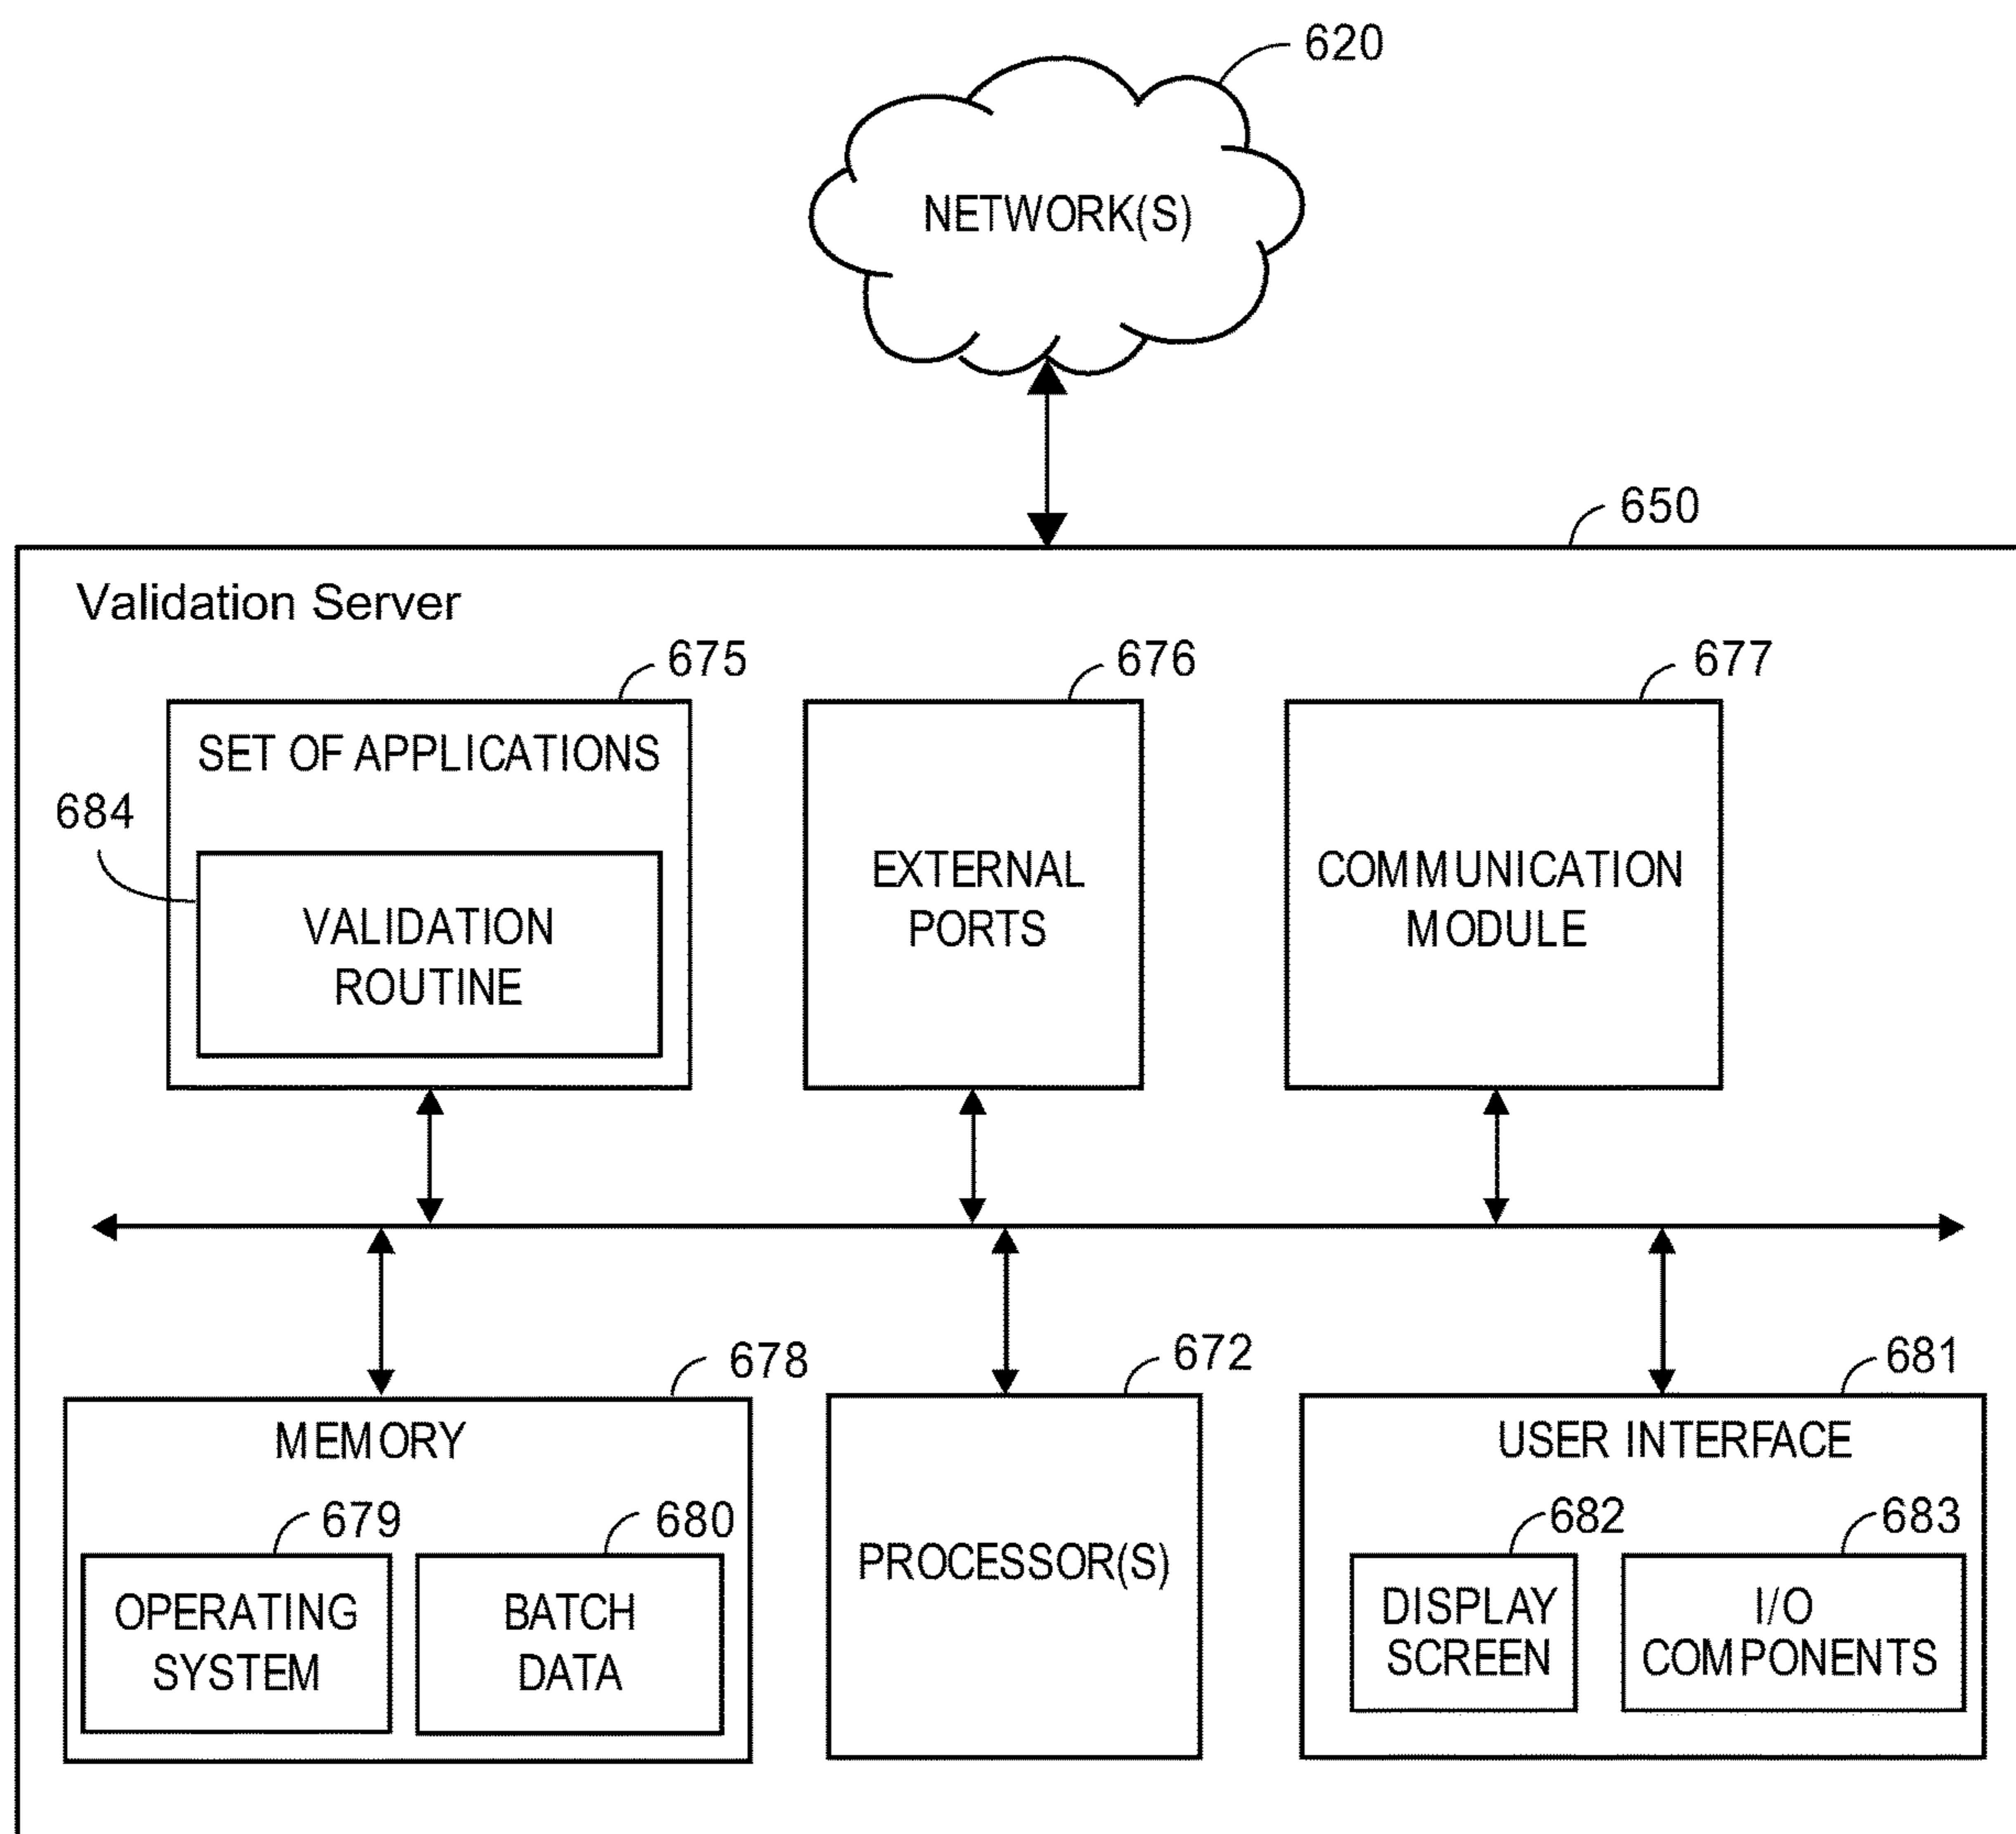 620
NETWORK(S)
650
Validation Server
675
676
677
SET OF APPLICATIONS
684
VALIDATION
ROUTINE
EXTERNAL
PORTS
COMMUNICATION
MODULE
678
672
681
MEMORY
679
680
OPERATING
SYSTEM
BATCH
DATA
PROCESSOR(S)
USER INTERFACE
682
683
DISPLAY
SCREEN
I/O
COMPONENTS